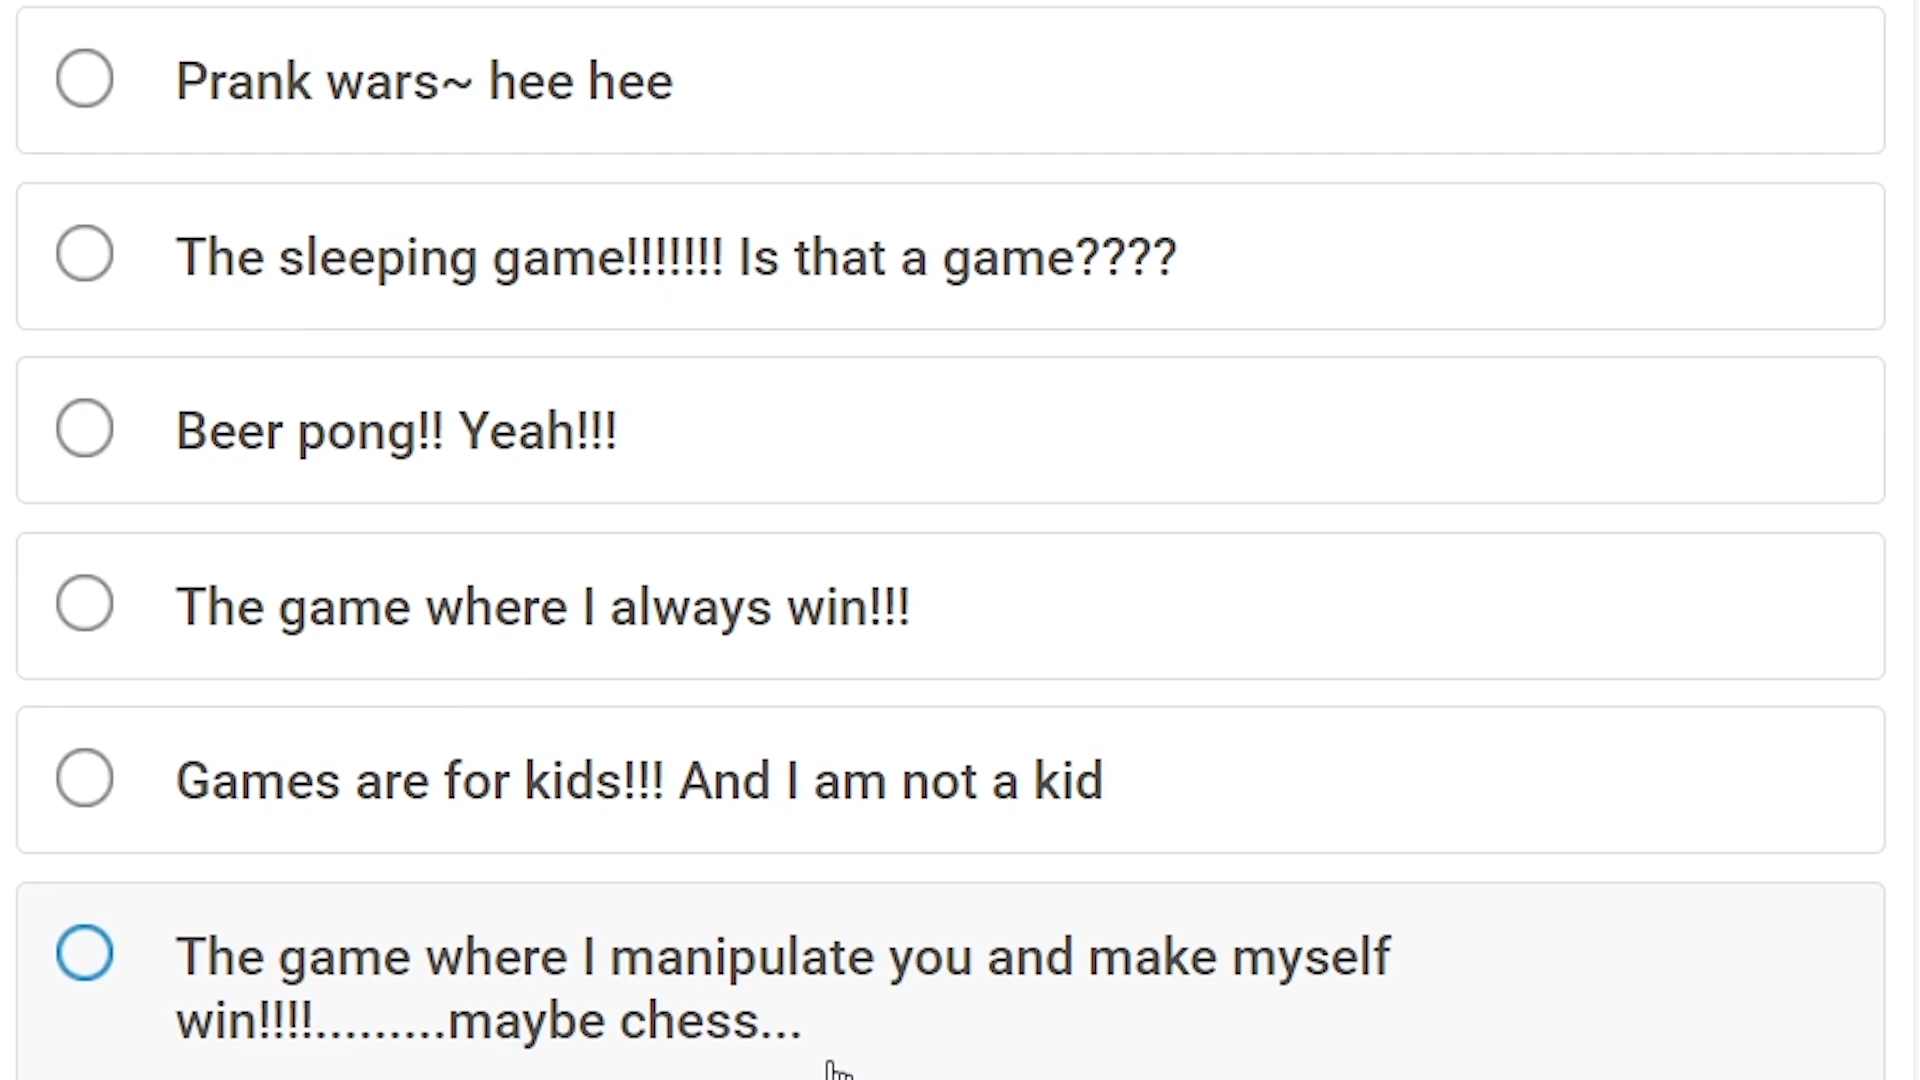 Prank wars~ hee hee
The sleeping game!!!!!!! Is that a game????
Beer pong!! Yeah!!!
The game where I always win!!!
Games are for kids!!! And I am not a kid
The game where I manipulate you and make myself
win!!!!.........maybe chess...